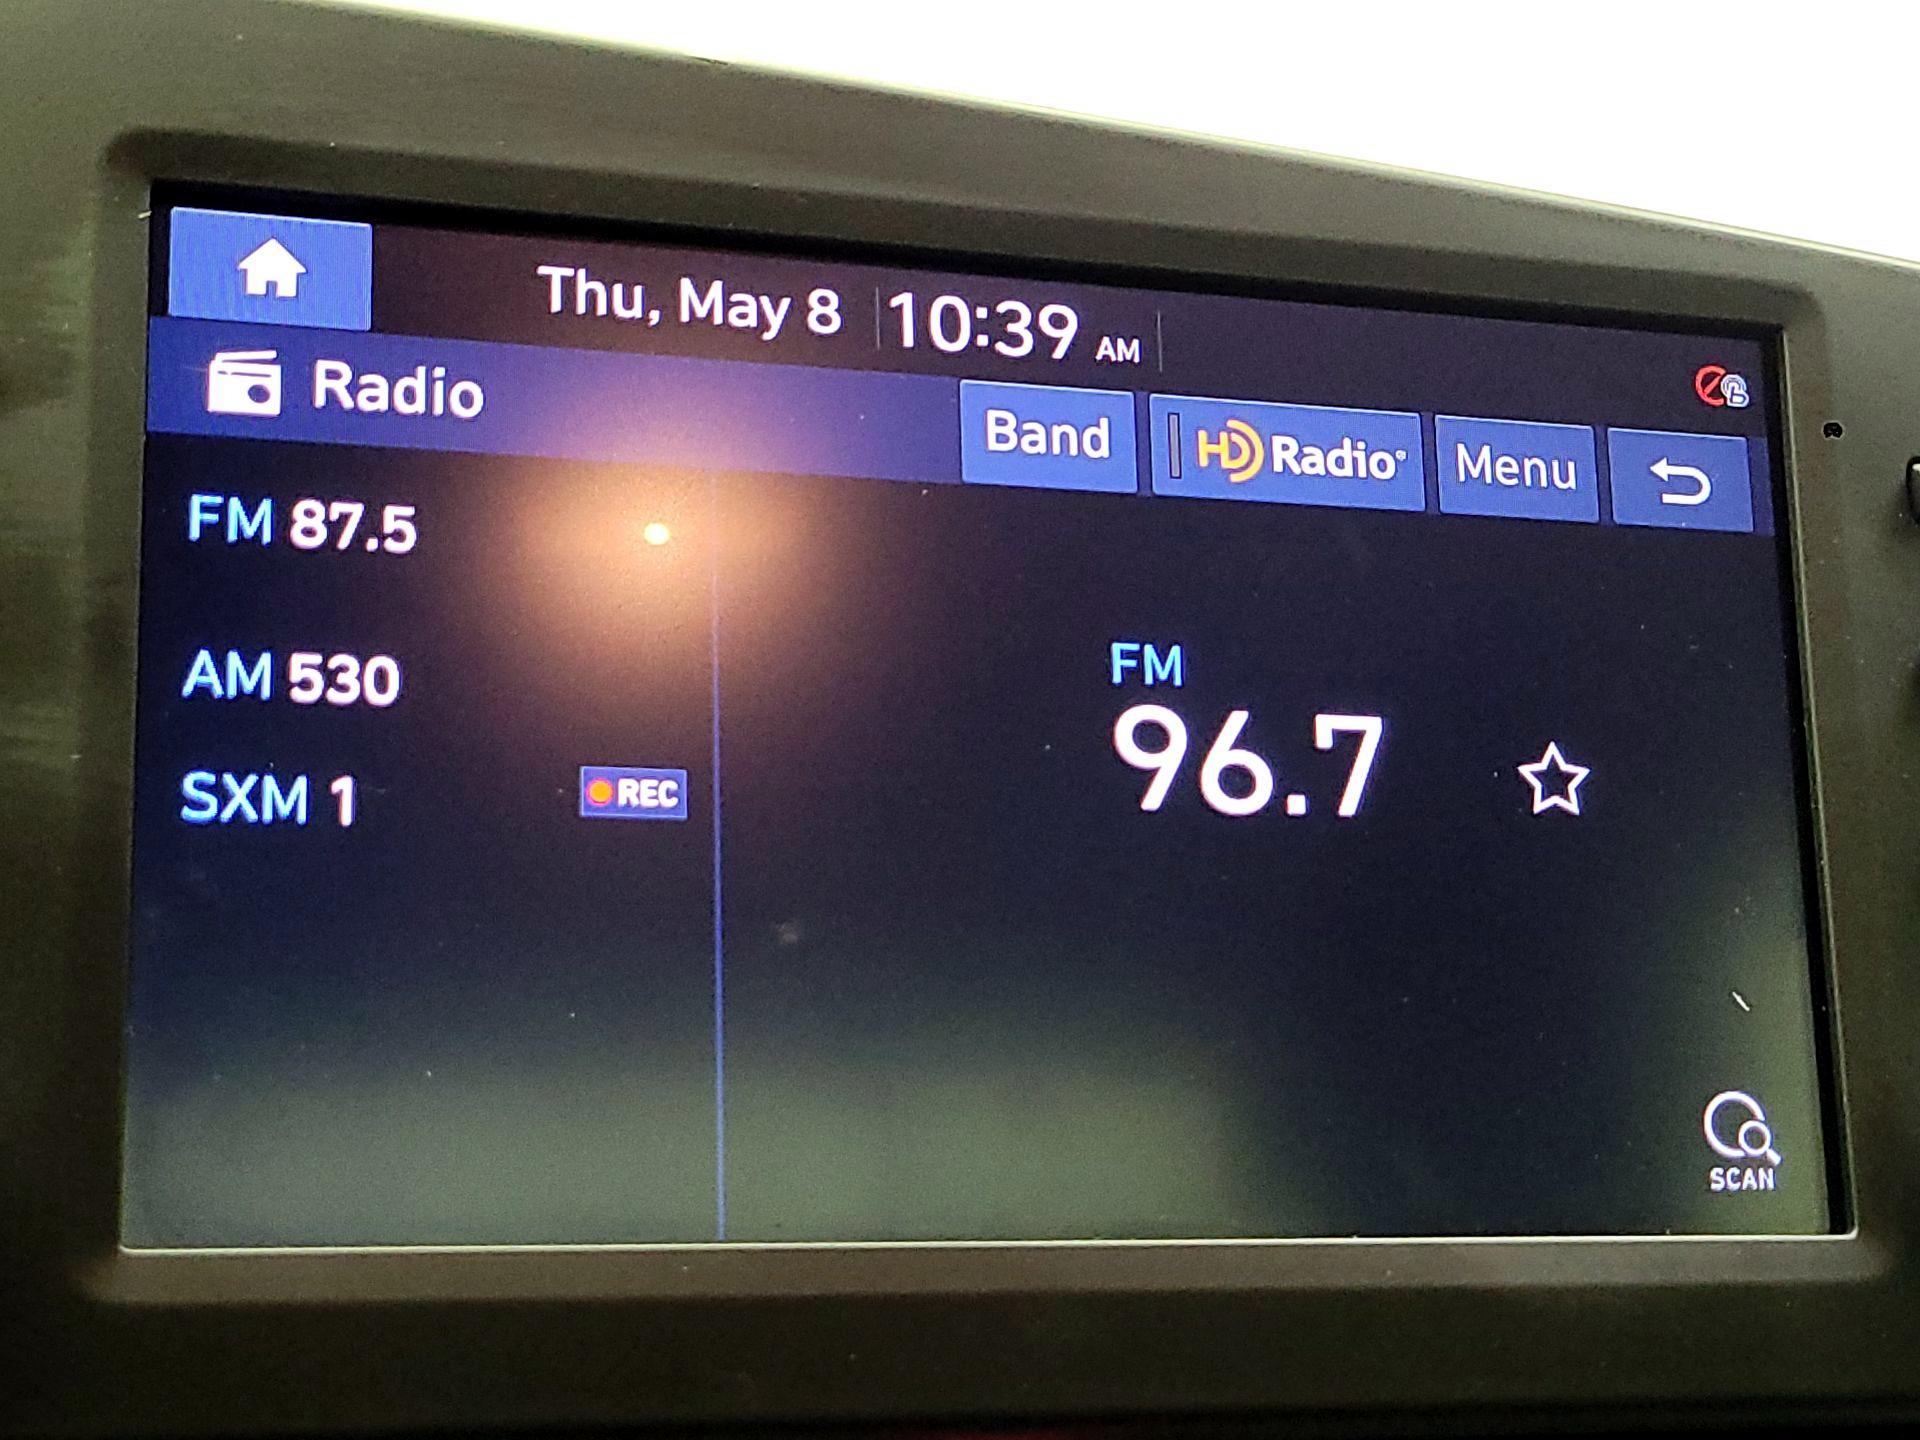 Thu, May 8 10:39 AM
Radio
Band HD Radio® Menu
FM 87.5
AM 530
SXM 1 REC
FM
96.7
SCAN